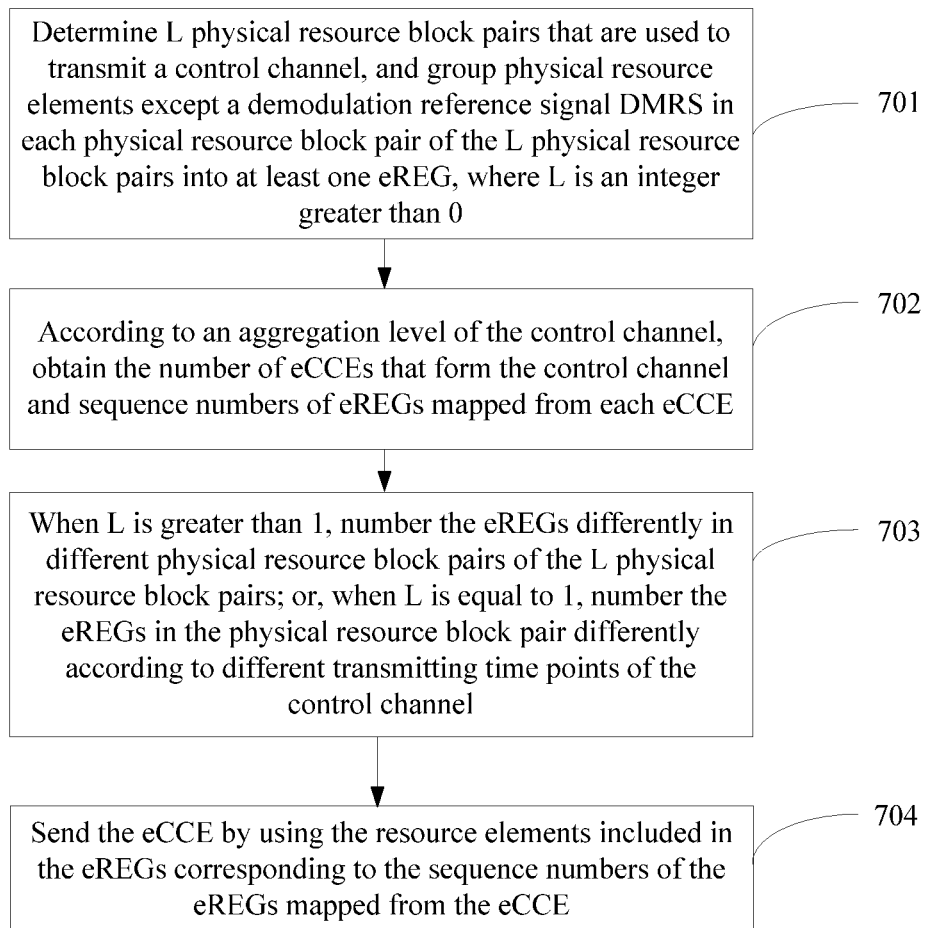 Determine L physical resource block pairs that are used to
transmit a control channel, and group physical resource
elements except a demodulation reference signal DMRS in
each physical resource block pair of the L physical resource
block pairs into at least one eREG, where L is an integer
greater than 0
701
According to an aggregation level of the control channel,
obtain the number of eCCEs that form the control channel
and sequence numbers of eREGs mapped from each eCCE
702
When L is greater than 1, number the eREGs differently in
different physical resource block pairs of the L physical
resource block pairs; or, when L is equal to 1, number the
eREGs in the physical resource block pair differently
according to different transmitting time points of the
control channel
703
Send the eCCE by using the resource elements included in
the eREGs corresponding to the sequence numbers of the
eREGs mapped from the eCCE
704